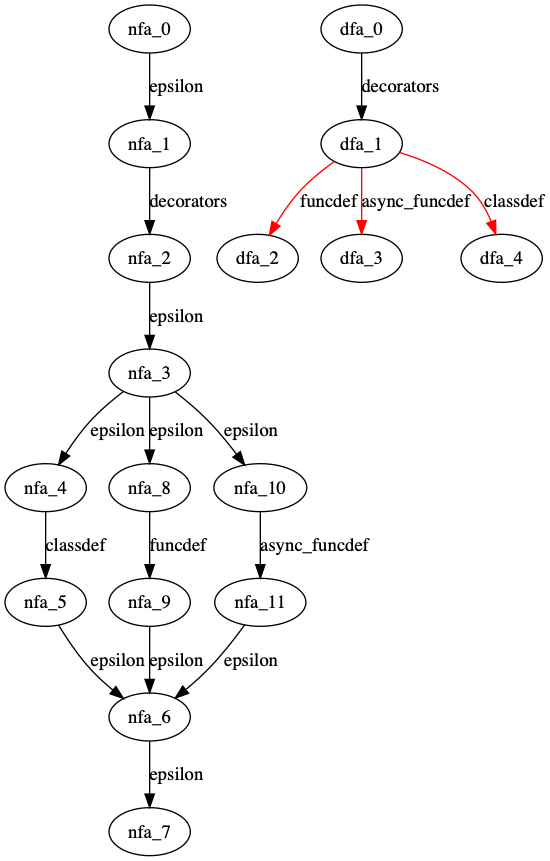 nfa_0
dfa_0
epsilon
decorators
nfa_1
dfa_1
decorators
funcdef
async_funcdef
classdef
nfa_2
dfa_2
dfa_3
dfa_4
epsilon
nfa_3
epsilon
epsilon
epsilon
nfa_4
nfa_8
nfa_10
classdef
funcdef
async_funcdef
nfa_5
nfa_9
nfa_11
epsilon
epsilon
epsilon
nfa_6
epsilon
nfa_7